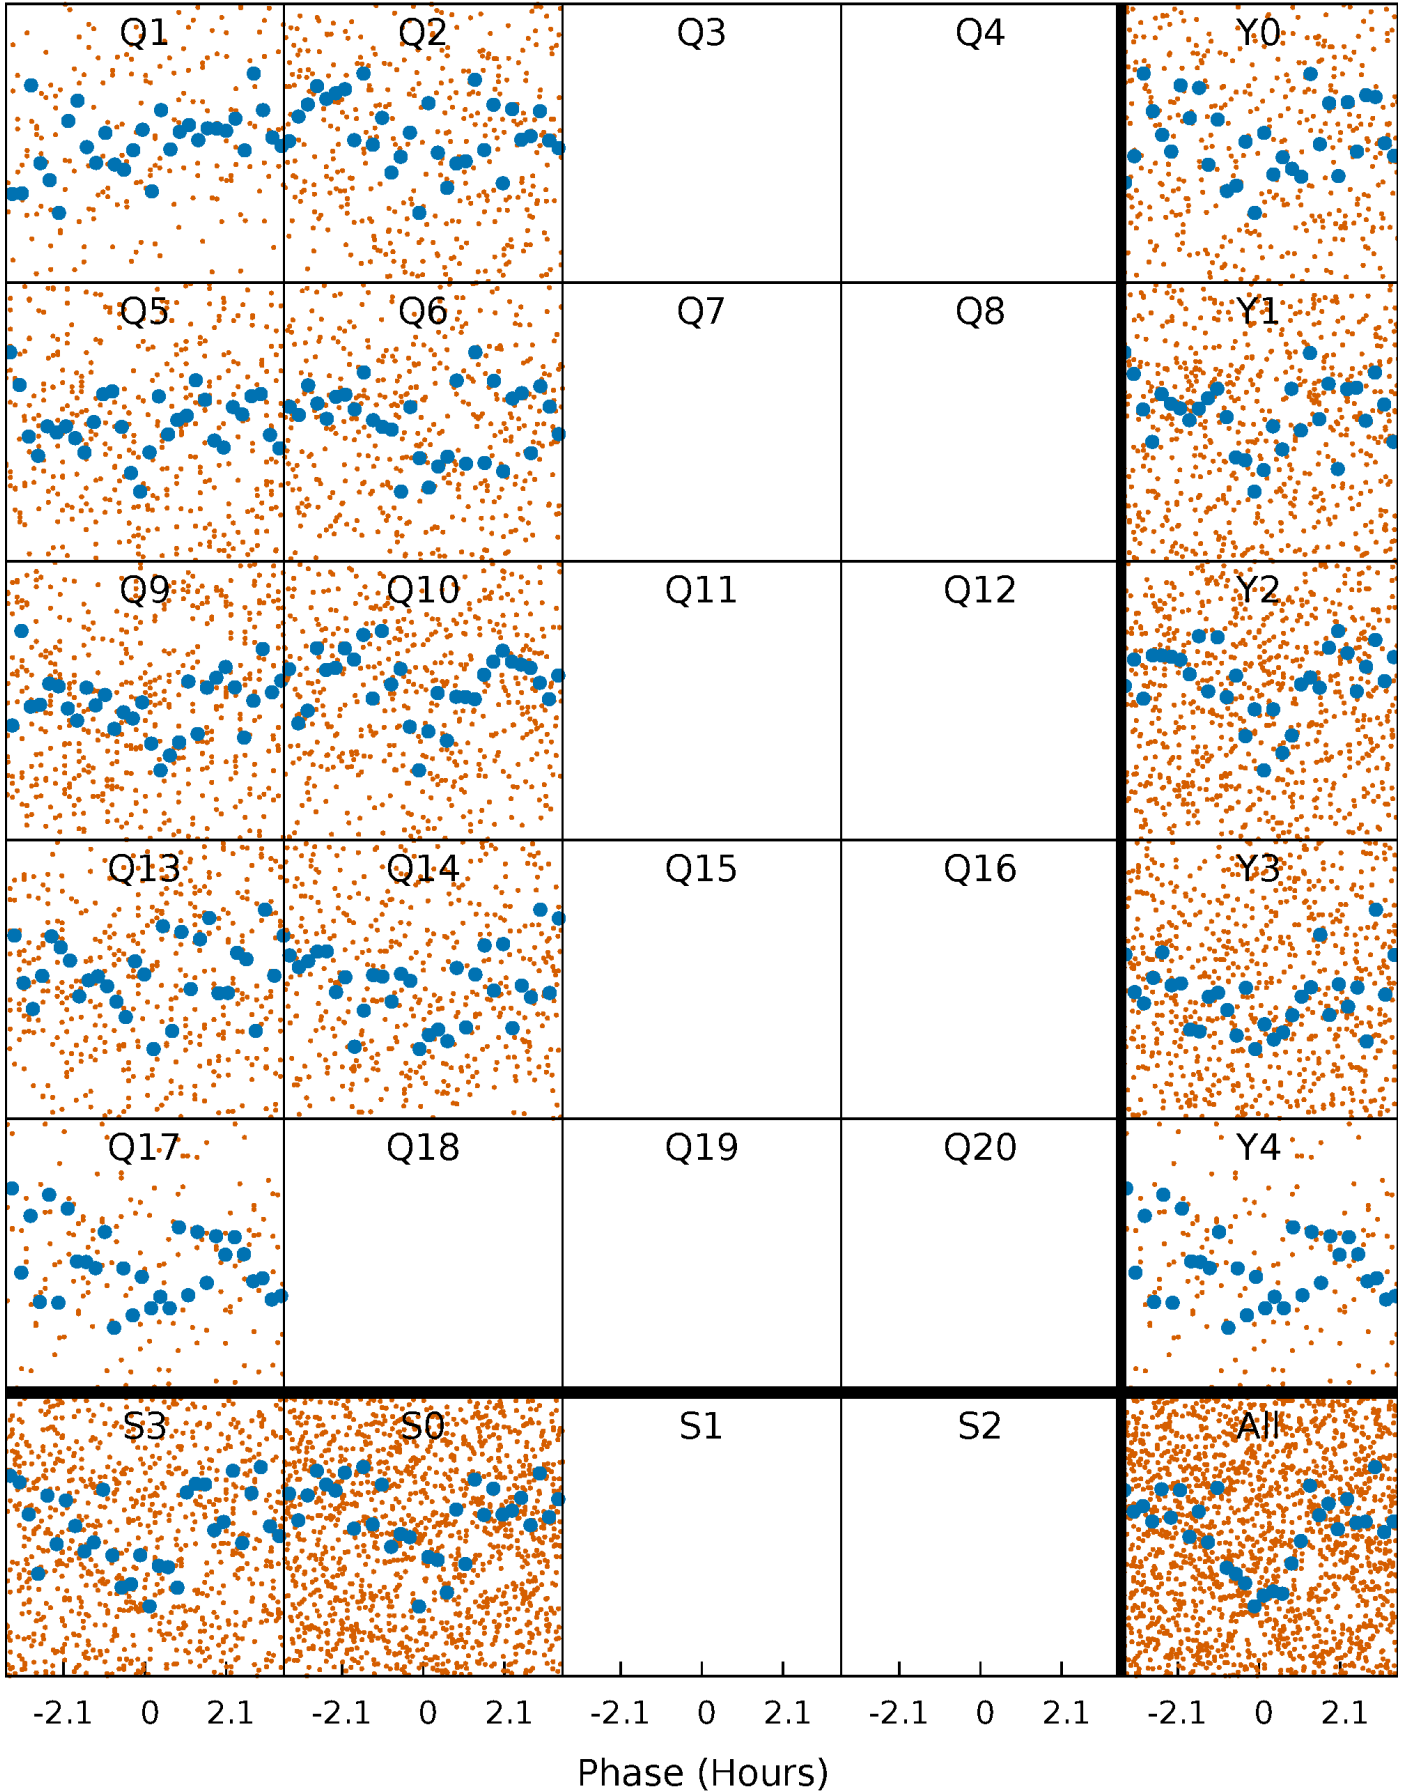 Q1 Q2 Q3 Q4 Y0
Q5 Q6 Q7 Q8 Y1
Q9 Q10 Q11 Q12 Y2
Q13 Q14 Q15 Q16 Y3
Q17 Q18 Q19 Q20 Y4
S3 S0 S1 S2 All
-2.1 0 2.1 -2.1 0 2.1 -2.1 0 2.1 -2.1 0 2.1 -2.1 0 2.1
Phase (Hours)